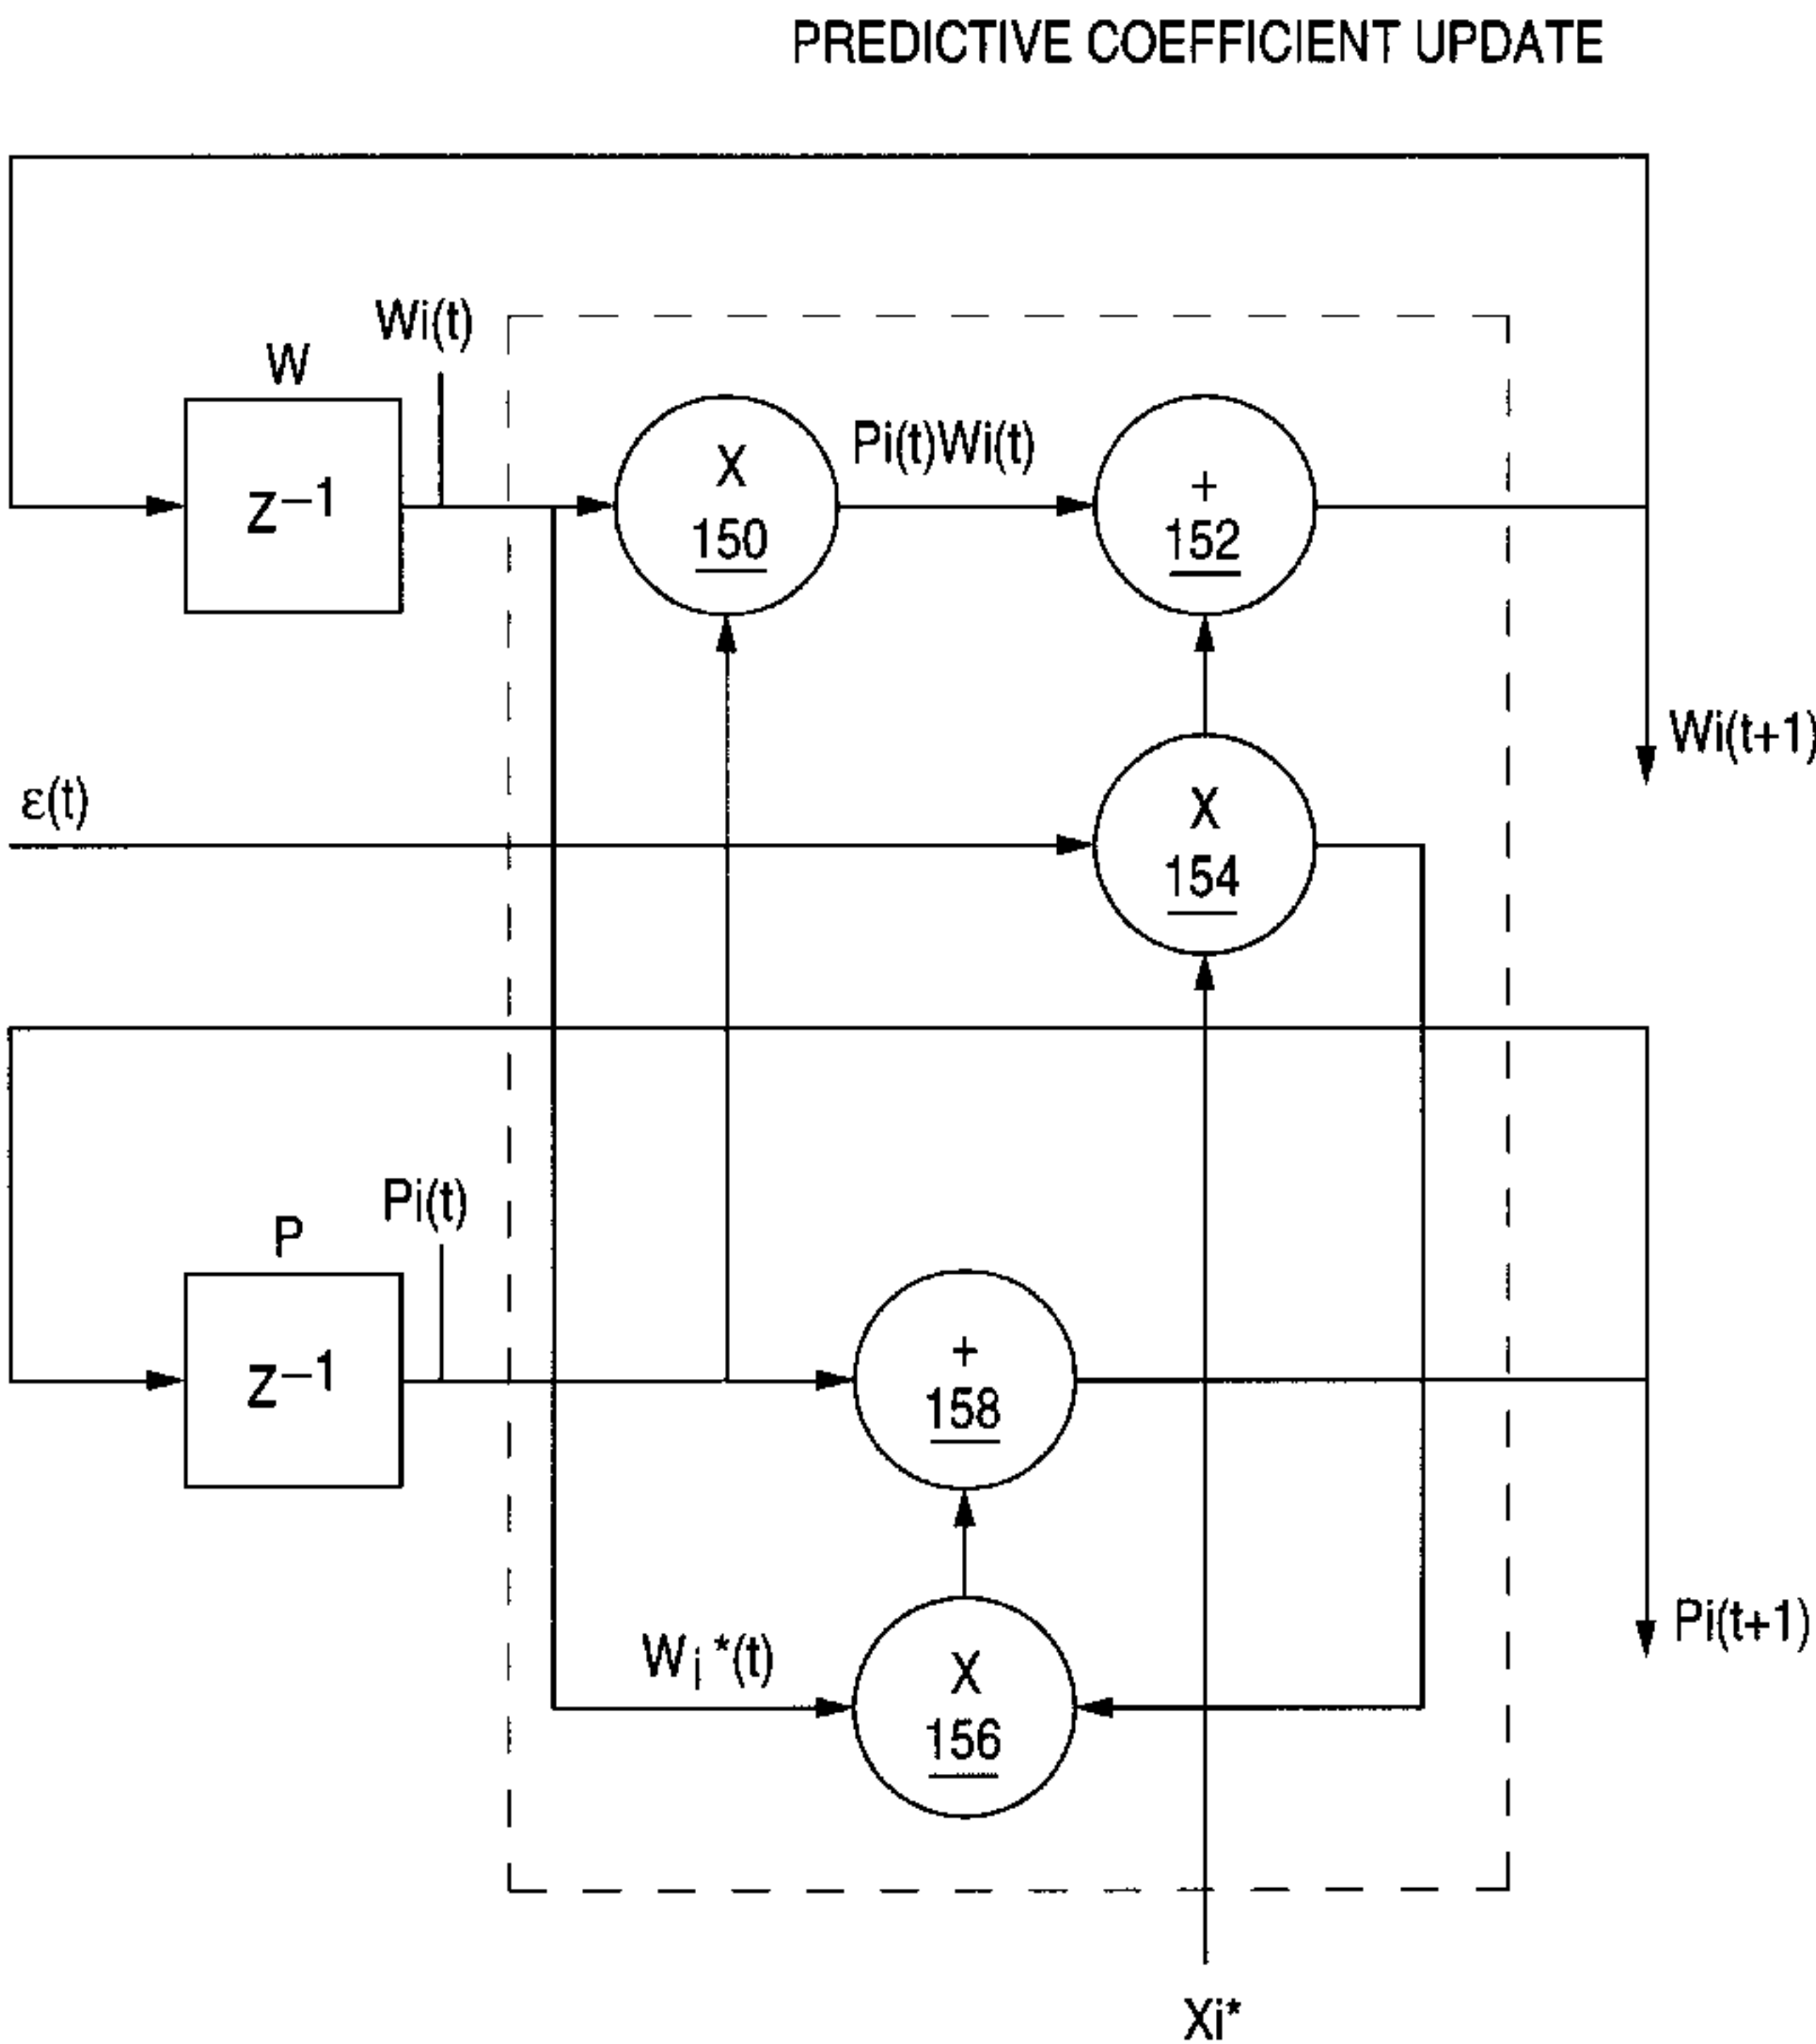 PREDICTIVE COEFFICIENT UPDATE
Wi(t)
W
Z⁻¹
X
150
Pi(t)Wi(t)
+
152
Wi(t+1)
ε(t)
X
154
Pi(t)
P
Z⁻¹
+
158
Pi(t+1)
Wi*(t)
X
156
Xi*